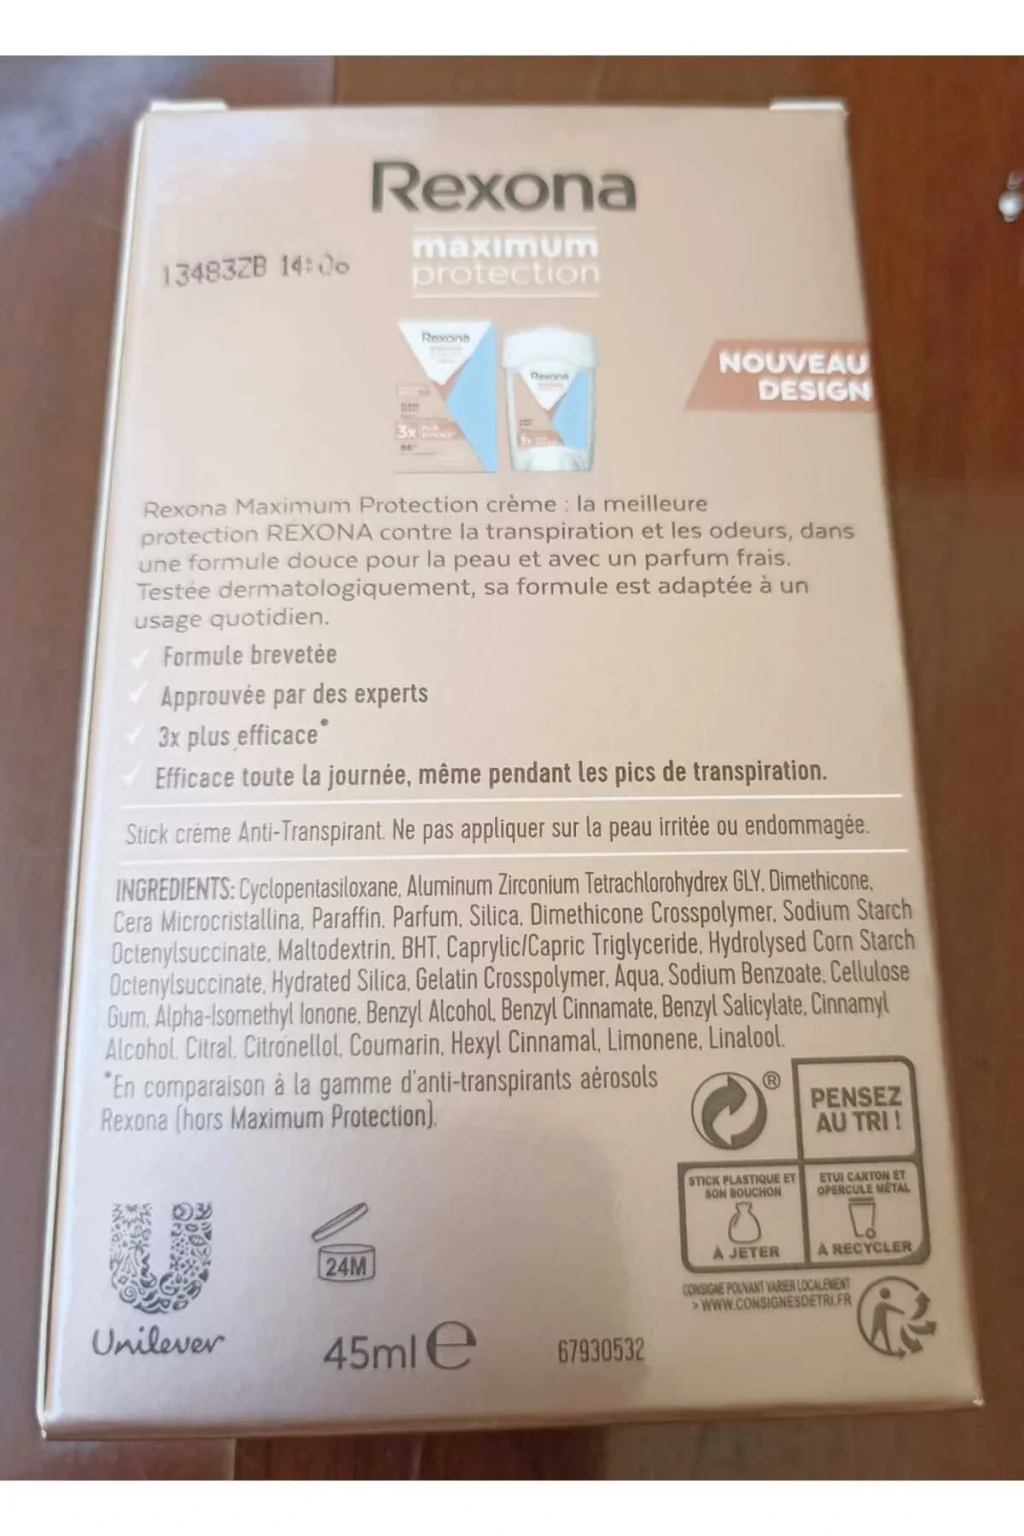 Rexona
maximum
protection
134832B 14:06
Rexona
Rexona
3x PLUS
NOUVEAU
DESIGN
Rexona Maximum Protection crème : la meilleure
protection REXONA contre la transpiration et les odeurs, dans
une formule douce pour la peau et avec un parfum frais.
Testée dermatologiquement, sa formule est adaptée à un
usage quotidien.
Formule brevetée
Approuvée par des experts
3x plus efficace*
Efficace toute la journée, même pendant les pics de transpiration.
Stick crème Anti-Transpirant. Ne pas appliquer sur la peau irritée ou endommagée.
INGREDIENTS: Cyclopentasiloxane, Aluminum Zirconium Tetrachlorohydrex GLY, Dimethicone,
Cera Microcristallina, Paraffin, Parfum, Silica, Dimethicone Crosspolymer, Sodium Starch
Octenylsuccinate, Maltodextrin, BHT, Caprylic/Capric Triglyceride, Hydrolysed Corn Starch
Octenylsuccinate, Hydrated Silica, Gelatin Crosspolymer, Aqua, Sodium Benzoate, Cellulose
Gum, Alpha-Isomethyl Ionone, Benzyl Alcohol, Benzyl Cinnamate, Benzyl Salicylate, Cinnamyl
Alcohol, Citral, Citronellol, Coumarin, Hexyl Cinnamal, Limonene, Linalool.
*En comparaison à la gamme d'anti-transpirants aérosols
Rexona (hors Maximum Protection).
®
PENSEZ
AU TRI !
STICK PLASTIQUE ET
SON BOUCHON
À JETER
ETUI CARTON ET
OPERCULE MÉTAL
À RECYCLER
CONSIGNE POUVANT VARIER LOCALEMENT
> WWW.CONSIGNESDETRI.FR
Unilever
24M
45ml e
67930532